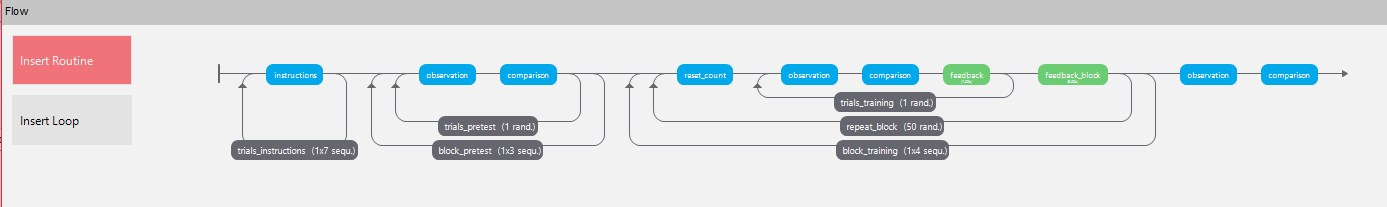 Flow
Insert Routine
Insert Loop
instructions
observation
comparison
reset_count
observation
comparison
feedback
feedback_block
observation
comparison
trials_training (1 rand.)
trials_pretest (1 rand.)
repeat_block (50 rand.)
trials_instructions (1x7 sequ.)
block_pretest (1x3 sequ.)
block_training (1x4 sequ.)